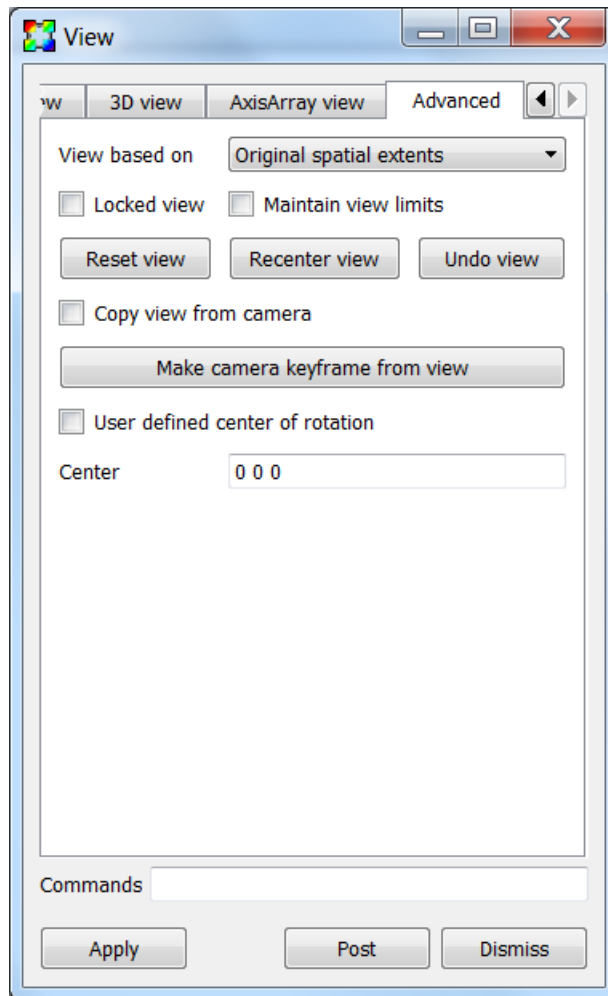 View
ew 3D view AxisArray view Advanced
View based on Original spatial extents
Locked view Maintain view limits
Reset view Recenter view Undo view
Copy view from camera
Make camera keyframe from view
User defined center of rotation
Center 0 0 0
Commands
Apply Post Dismiss